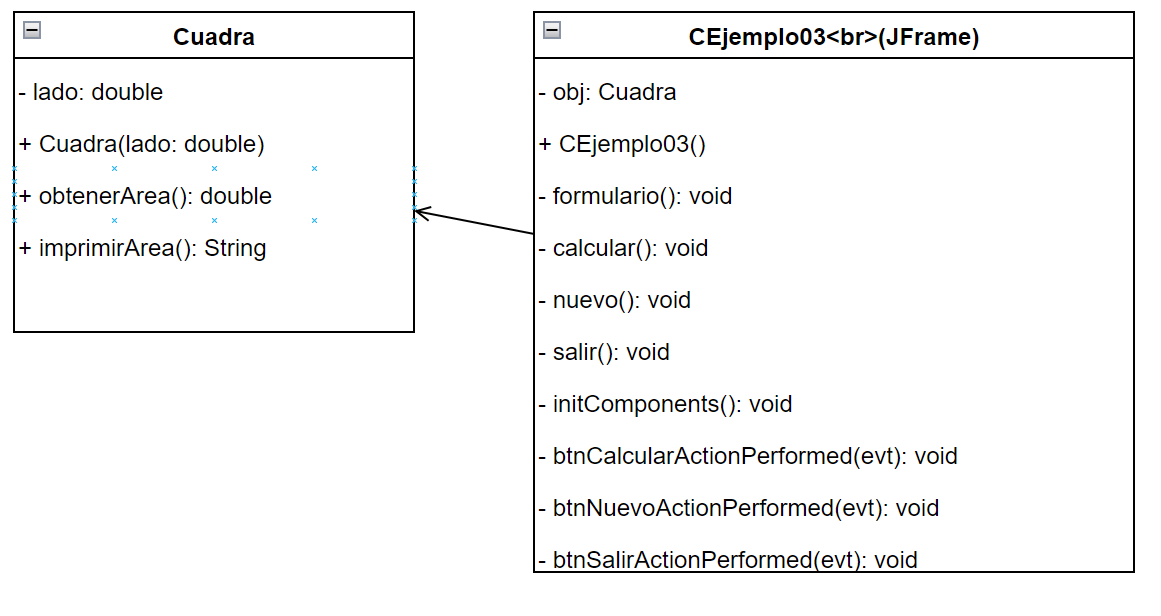 Cuadra
- lado: double
+ Cuadra(lado: double)
+ obtenerArea(): double
+ imprimirArea(): String
CEjemplo03<br>(JFrame)
- obj: Cuadra
+ CEjemplo03()
- formulario(): void
- calcular(): void
- nuevo(): void
- salir(): void
- initComponents(): void
- btnCalcularActionPerformed(evt): void
- btnNuevoActionPerformed(evt): void
- btnSalirActionPerformed(evt): void